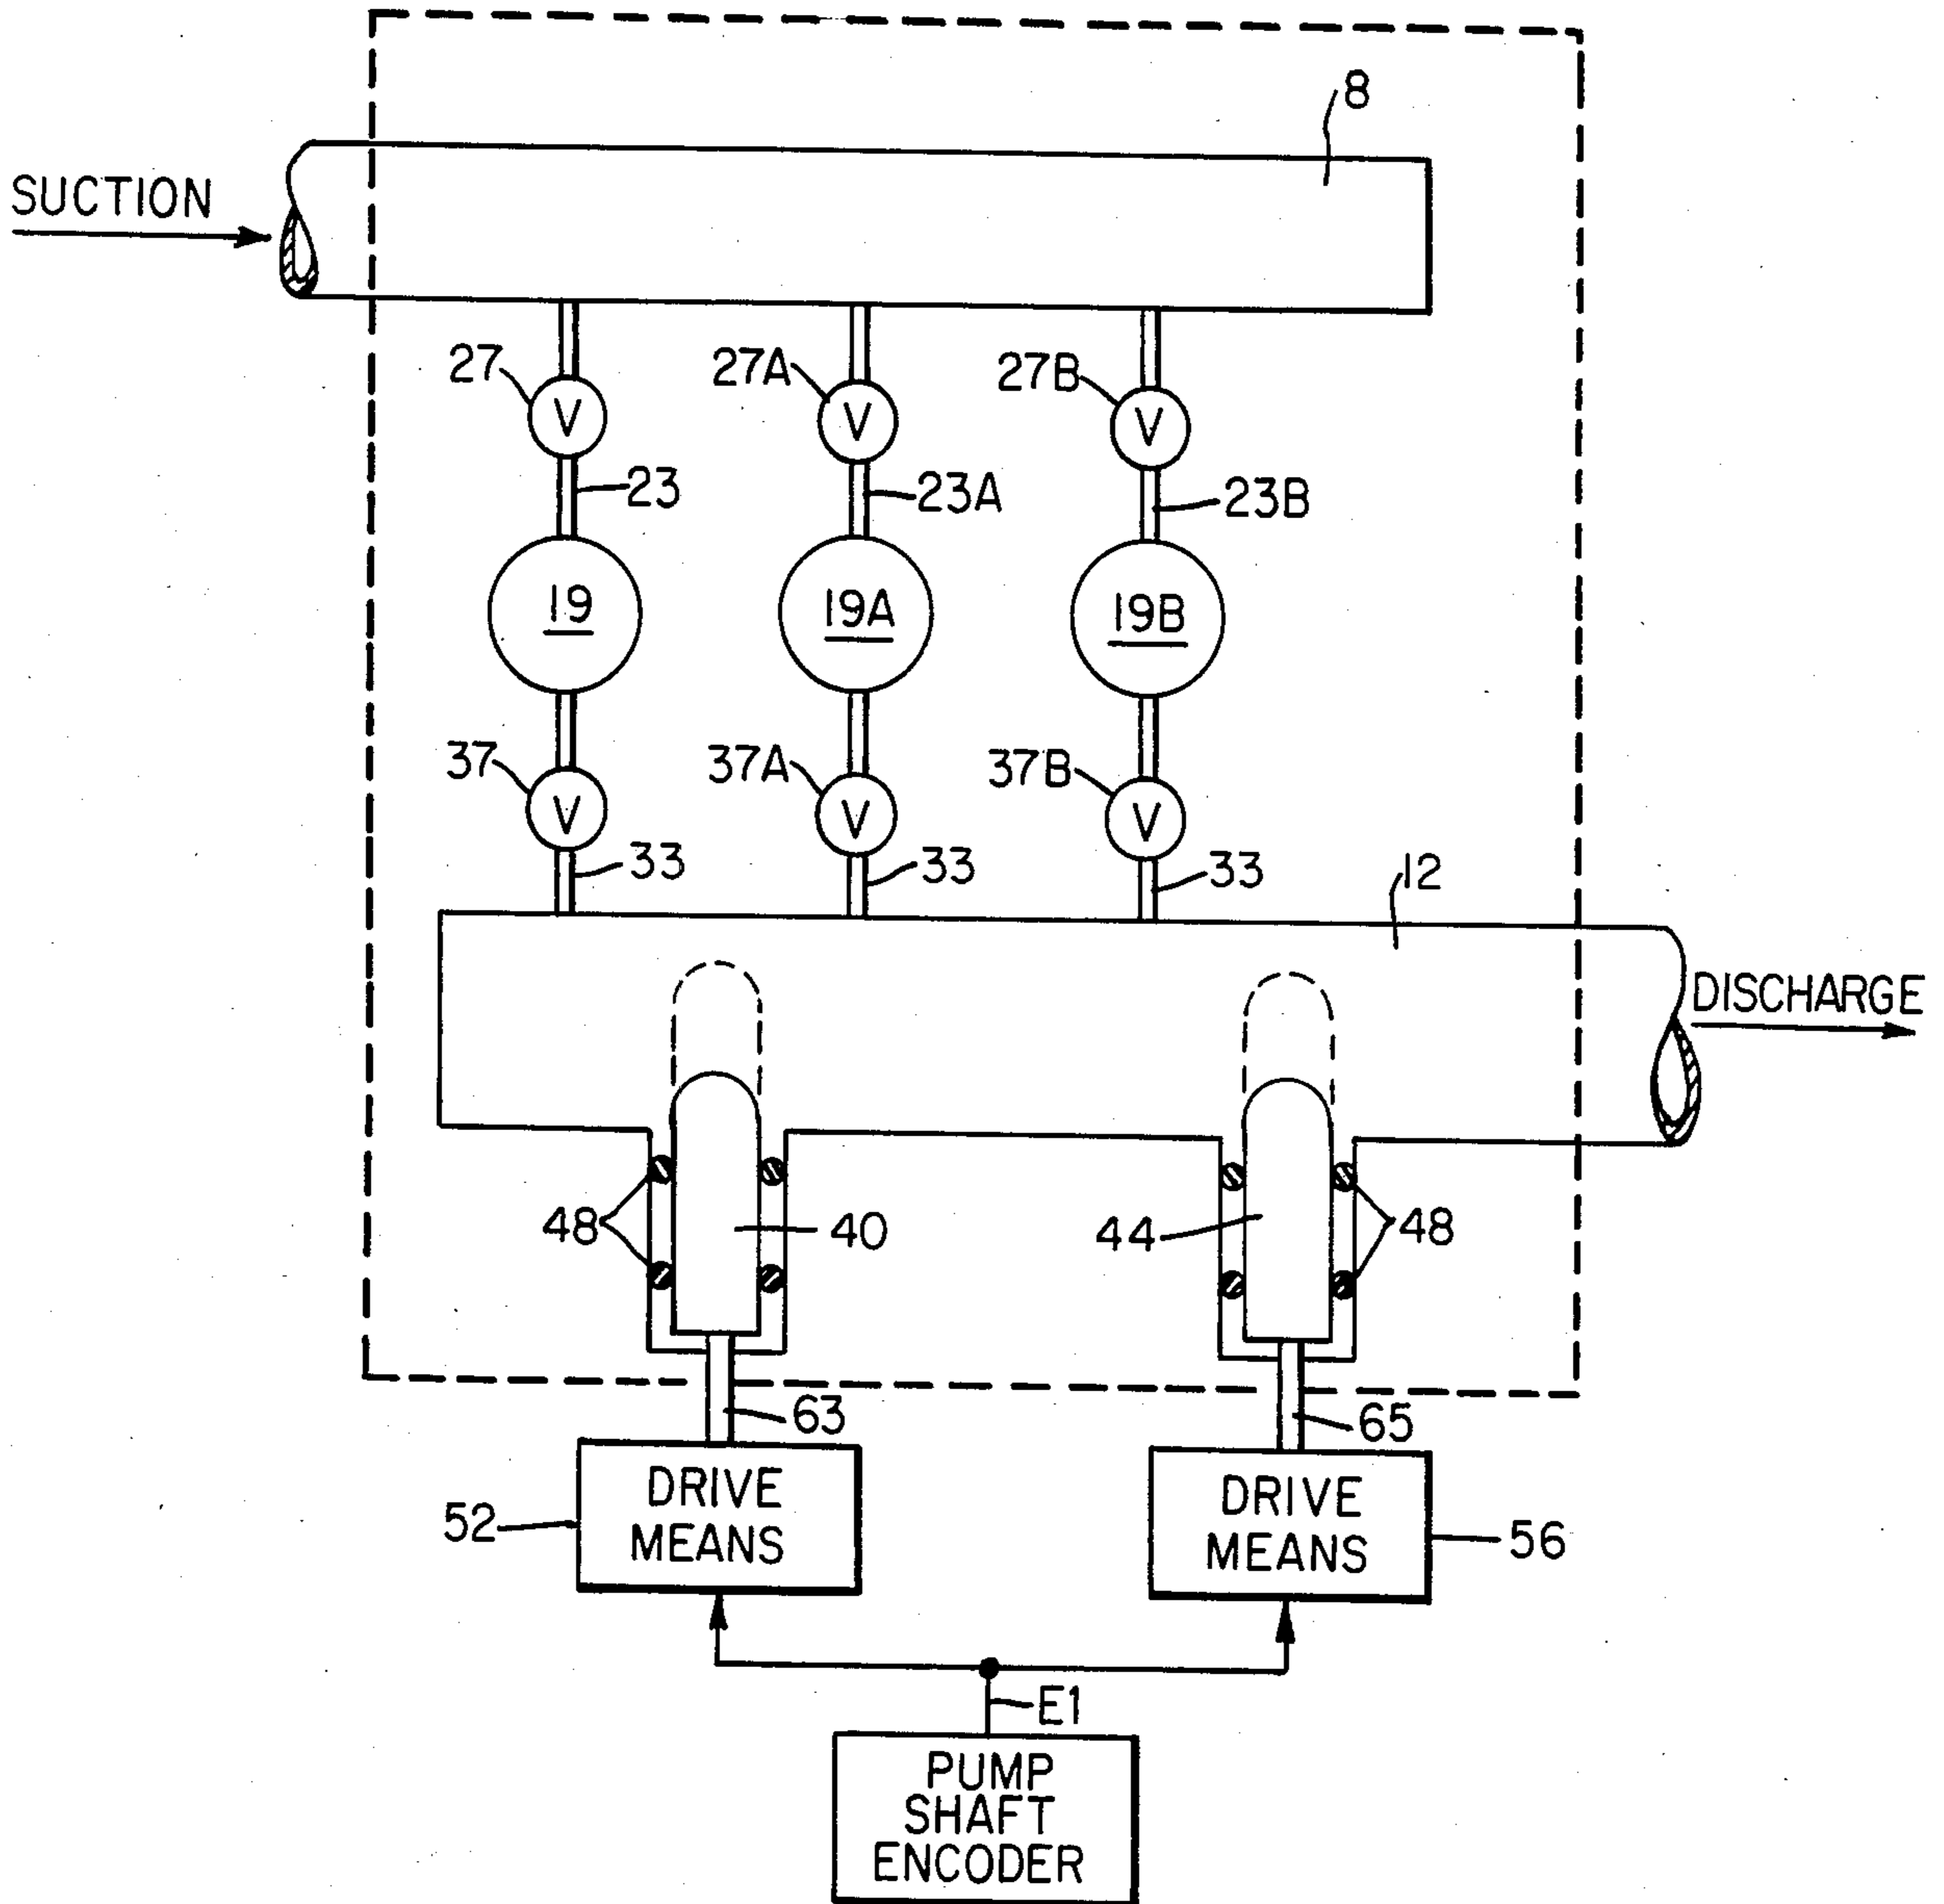 8
SUCTION
27
27A
27B
V
V
V
23
23A
23B
19
19A
19B
37
37A
37B
V
V
V
33
33
33
12
DISCHARGE
48
40
44
48
63
65
52
DRIVE
MEANS
DRIVE
MEANS
56
E1
PUMP
SHAFT
ENCODER